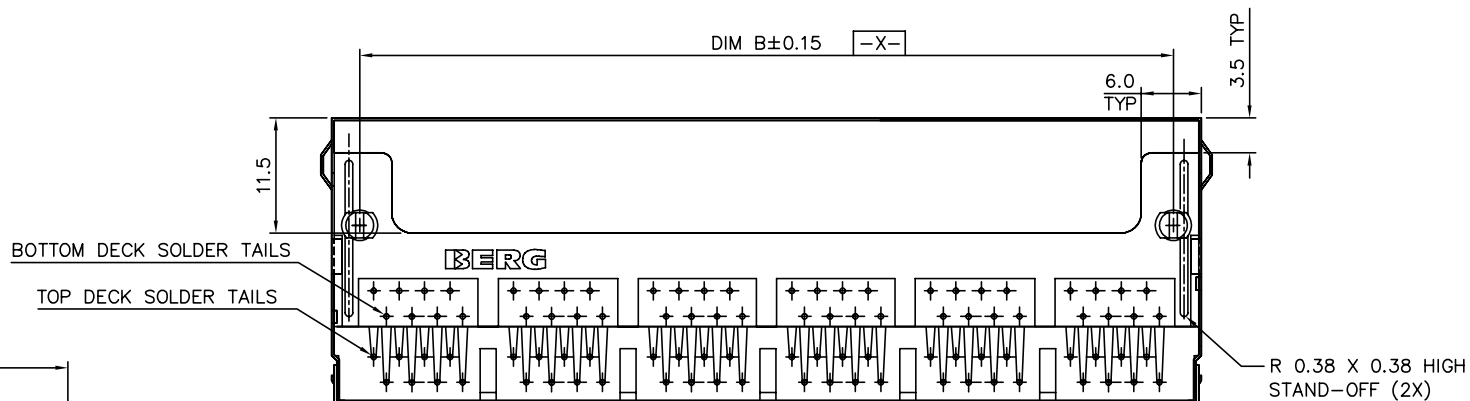 DIM B±0.15 -X-
6.0
TYP
3.5 TYP
11.5
BOTTOM DECK SOLDER TAILS
BERG
TOP DECK SOLDER TAILS
R 0.38 X 0.38 HIGH
STAND-OFF (2X)